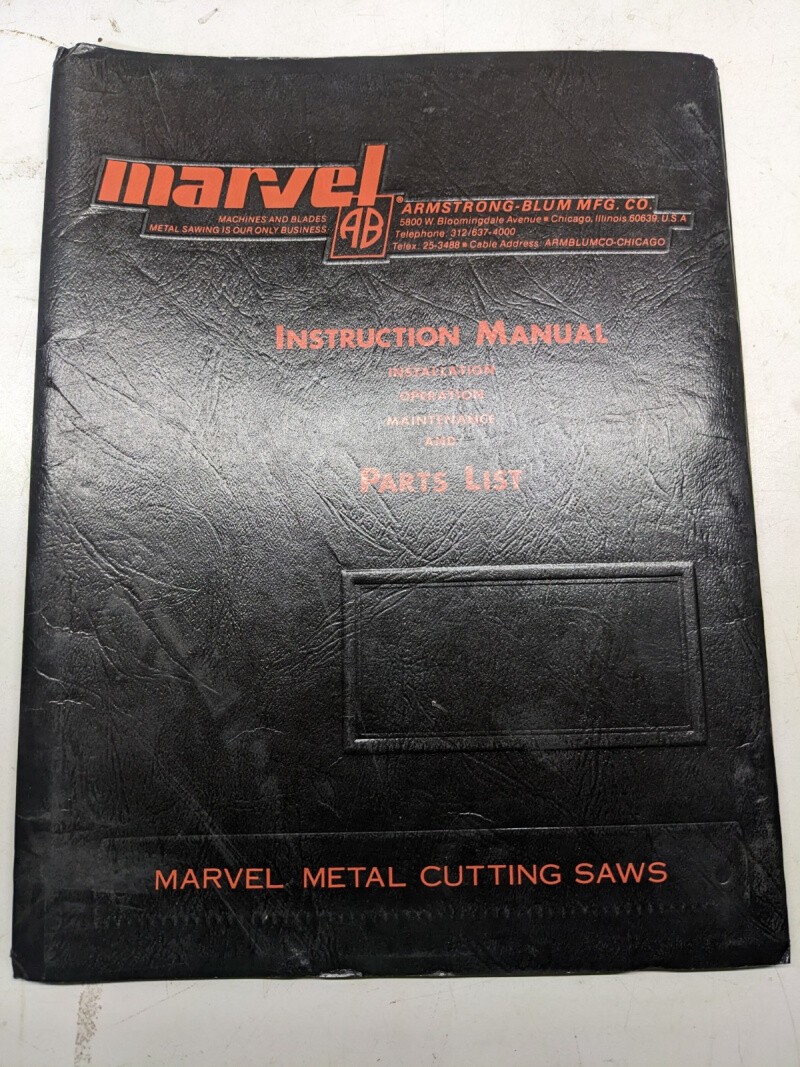 marvel
MACHINES AND BLADES
METAL SAWING IS OUR ONLY BUSINESS
AB
® ARMSTRONG-BLUM MFG. CO.
5800 W. Bloomingdale Avenue ■ Chicago, Illinois 60639, U.S.A
Telephone: 312/637-4000
Telex: 25-3488 ■ Cable Address: ARMBLUMCO-CHICAGO
INSTRUCTION MANUAL
INSTALLATION
OPERATION
MAINTENANCE
AND
PARTS LIST
MARVEL METAL CUTTING SAWS